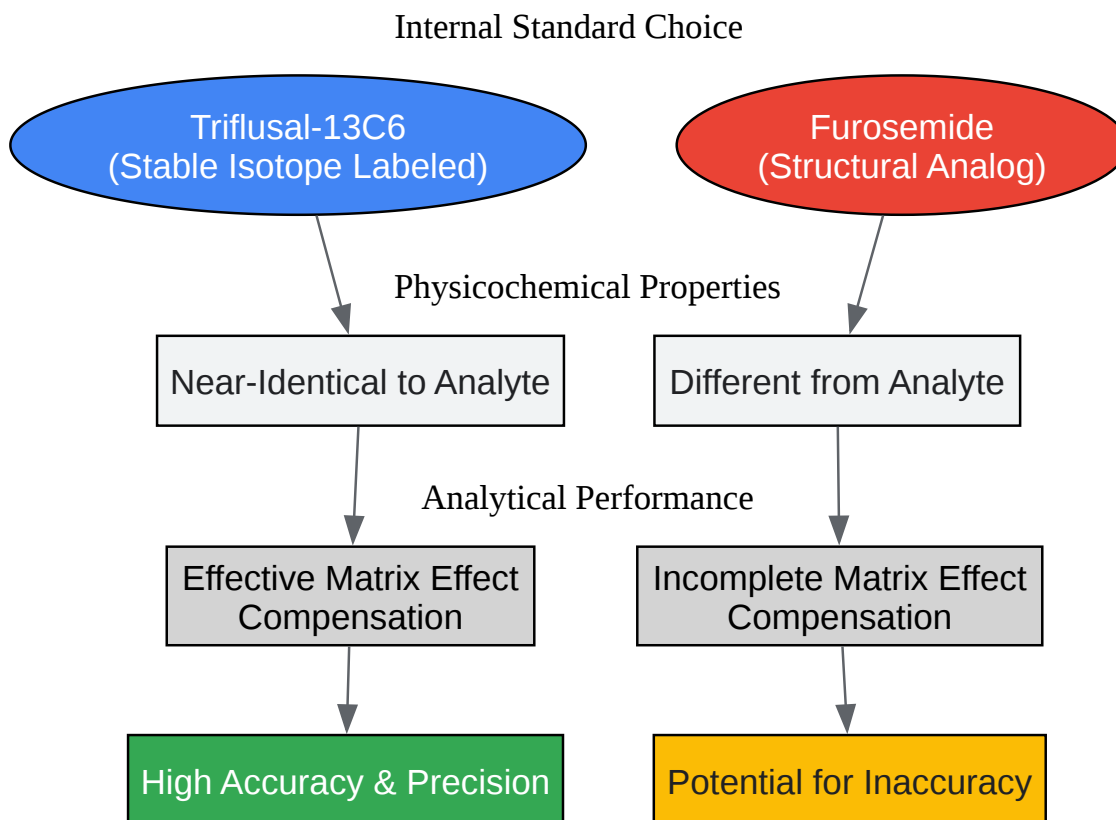 Internal Standard Choice
Triflusal-13C6
(Stable Isotope Labeled)
Furosemide
(Structural Analog)
Physicochemical Properties
Near-Identical to Analyte
Different from Analyte
Analytical Performance
Effective Matrix Effect
Compensation
Incomplete Matrix Effect
Compensation
High Accuracy & Precision
Potential for Inaccuracy